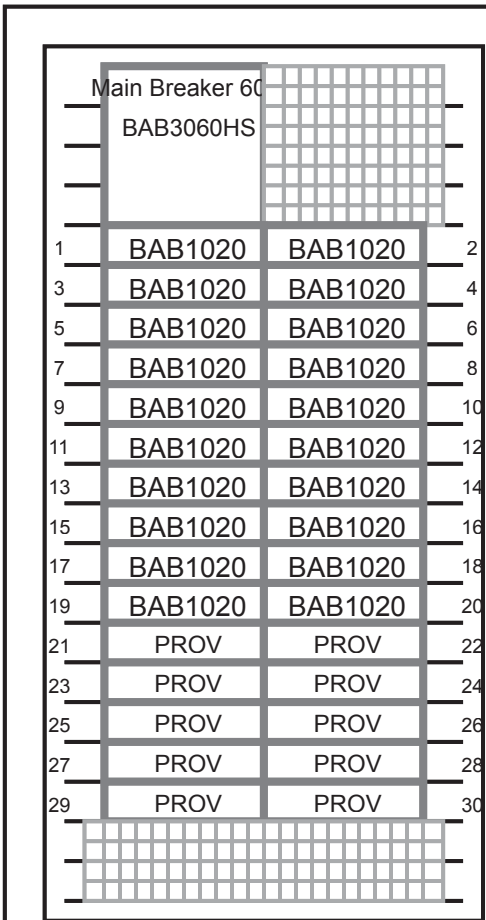 Main Breaker 60
BAB3060HS
1 BAB1020 BAB1020 2
3 BAB1020 BAB1020 4
5 BAB1020 BAB1020 6
7 BAB1020 BAB1020 8
9 BAB1020 BAB1020 10
11 BAB1020 BAB1020 12
13 BAB1020 BAB1020 14
15 BAB1020 BAB1020 16
17 BAB1020 BAB1020 18
19 BAB1020 BAB1020 20
21 PROV PROV 22
23 PROV PROV 24
25 PROV PROV 26
27 PROV PROV 28
29 PROV PROV 30